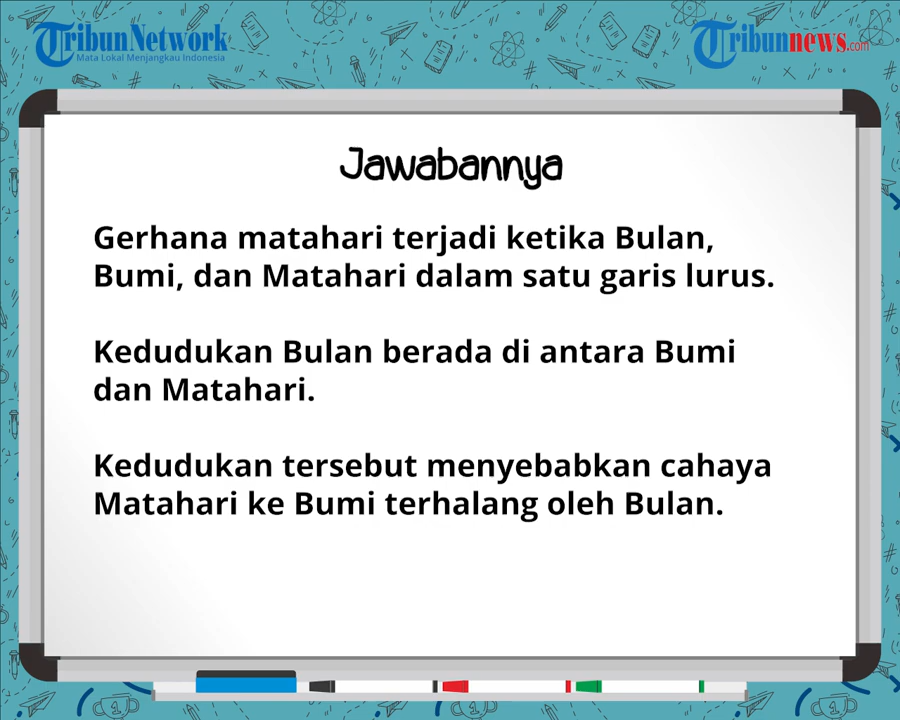 TribunNetwork
Mata Lokal Menjangkau Indonesia
Tribunnews.com
Jawabannya
Gerhana matahari terjadi ketika Bulan,
Bumi, dan Matahari dalam satu garis lurus.
Kedudukan Bulan berada di antara Bumi
dan Matahari.
Kedudukan tersebut menyebabkan cahaya
Matahari ke Bumi terhalang oleh Bulan.